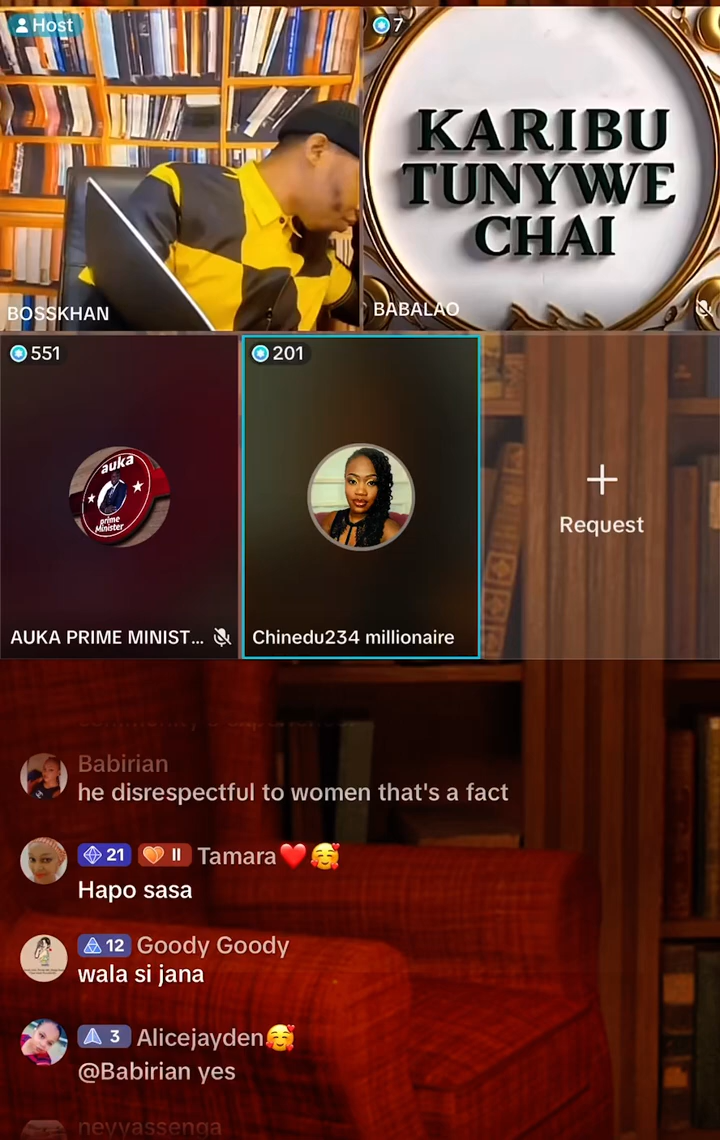 Host
7
KARIBU
TUNYWE
CHAI
BOSSKHAN
BABALAO
551
201
auka
prime
Minister
Request
AUKA PRIME MINIST...
Chinedu234 millionaire
Babirian
he disrespectful to women that's a fact
21 II Tamara❤️🥰
Hapo sasa
12 Goody Goody
wala si jana
3 Alicejayden🥰
@Babirian yes
neyyassenga